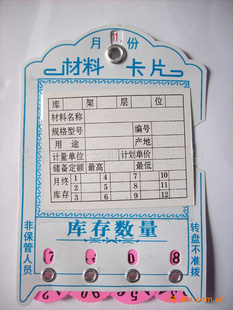 月 11 份
材料 卡片
库 架 层 位
材料名称
规格型号 编号
用途 产地
计量单位 计划单价
储备定额 最高 最低
月终库存 1 4 7 10
2 5 8 11
3 6 9 12
库存数量
非保管人员
转盘不准拨
7 0 8